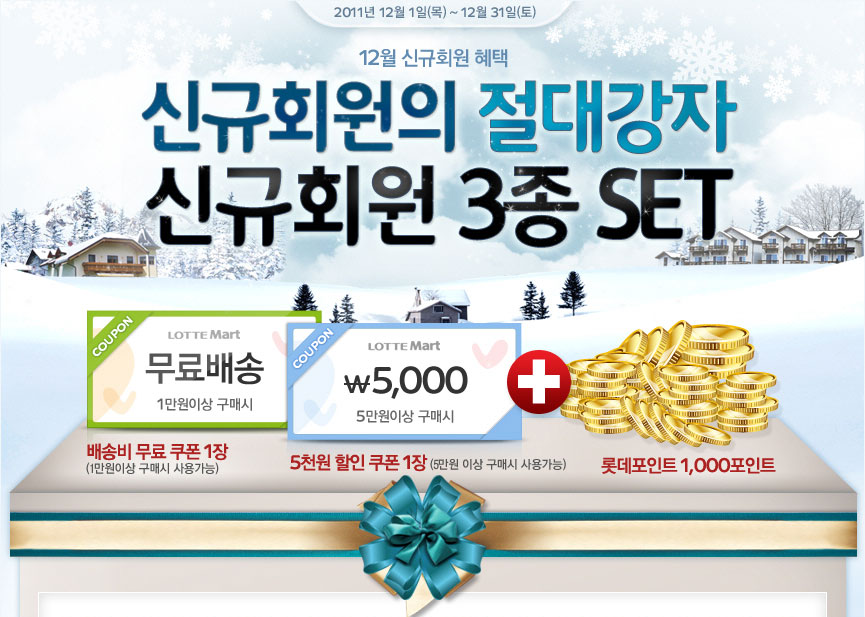 2011년 12월 1일(목) ~ 12월 31일(토)
12월 신규회원 혜택
신규회원의 절대강자
신규회원 3종 SET
COUPON
LOTTE Mart
무료배송
1만원이상 구매시
COUPON
LOTTE Mart
₩5,000
5만원이상 구매시
배송비 무료 쿠폰 1장
(1만원이상 구매시 사용가능)
5천원 할인 쿠폰 1장 (5만원 이상 구매시 사용가능)
롯데포인트 1,000포인트